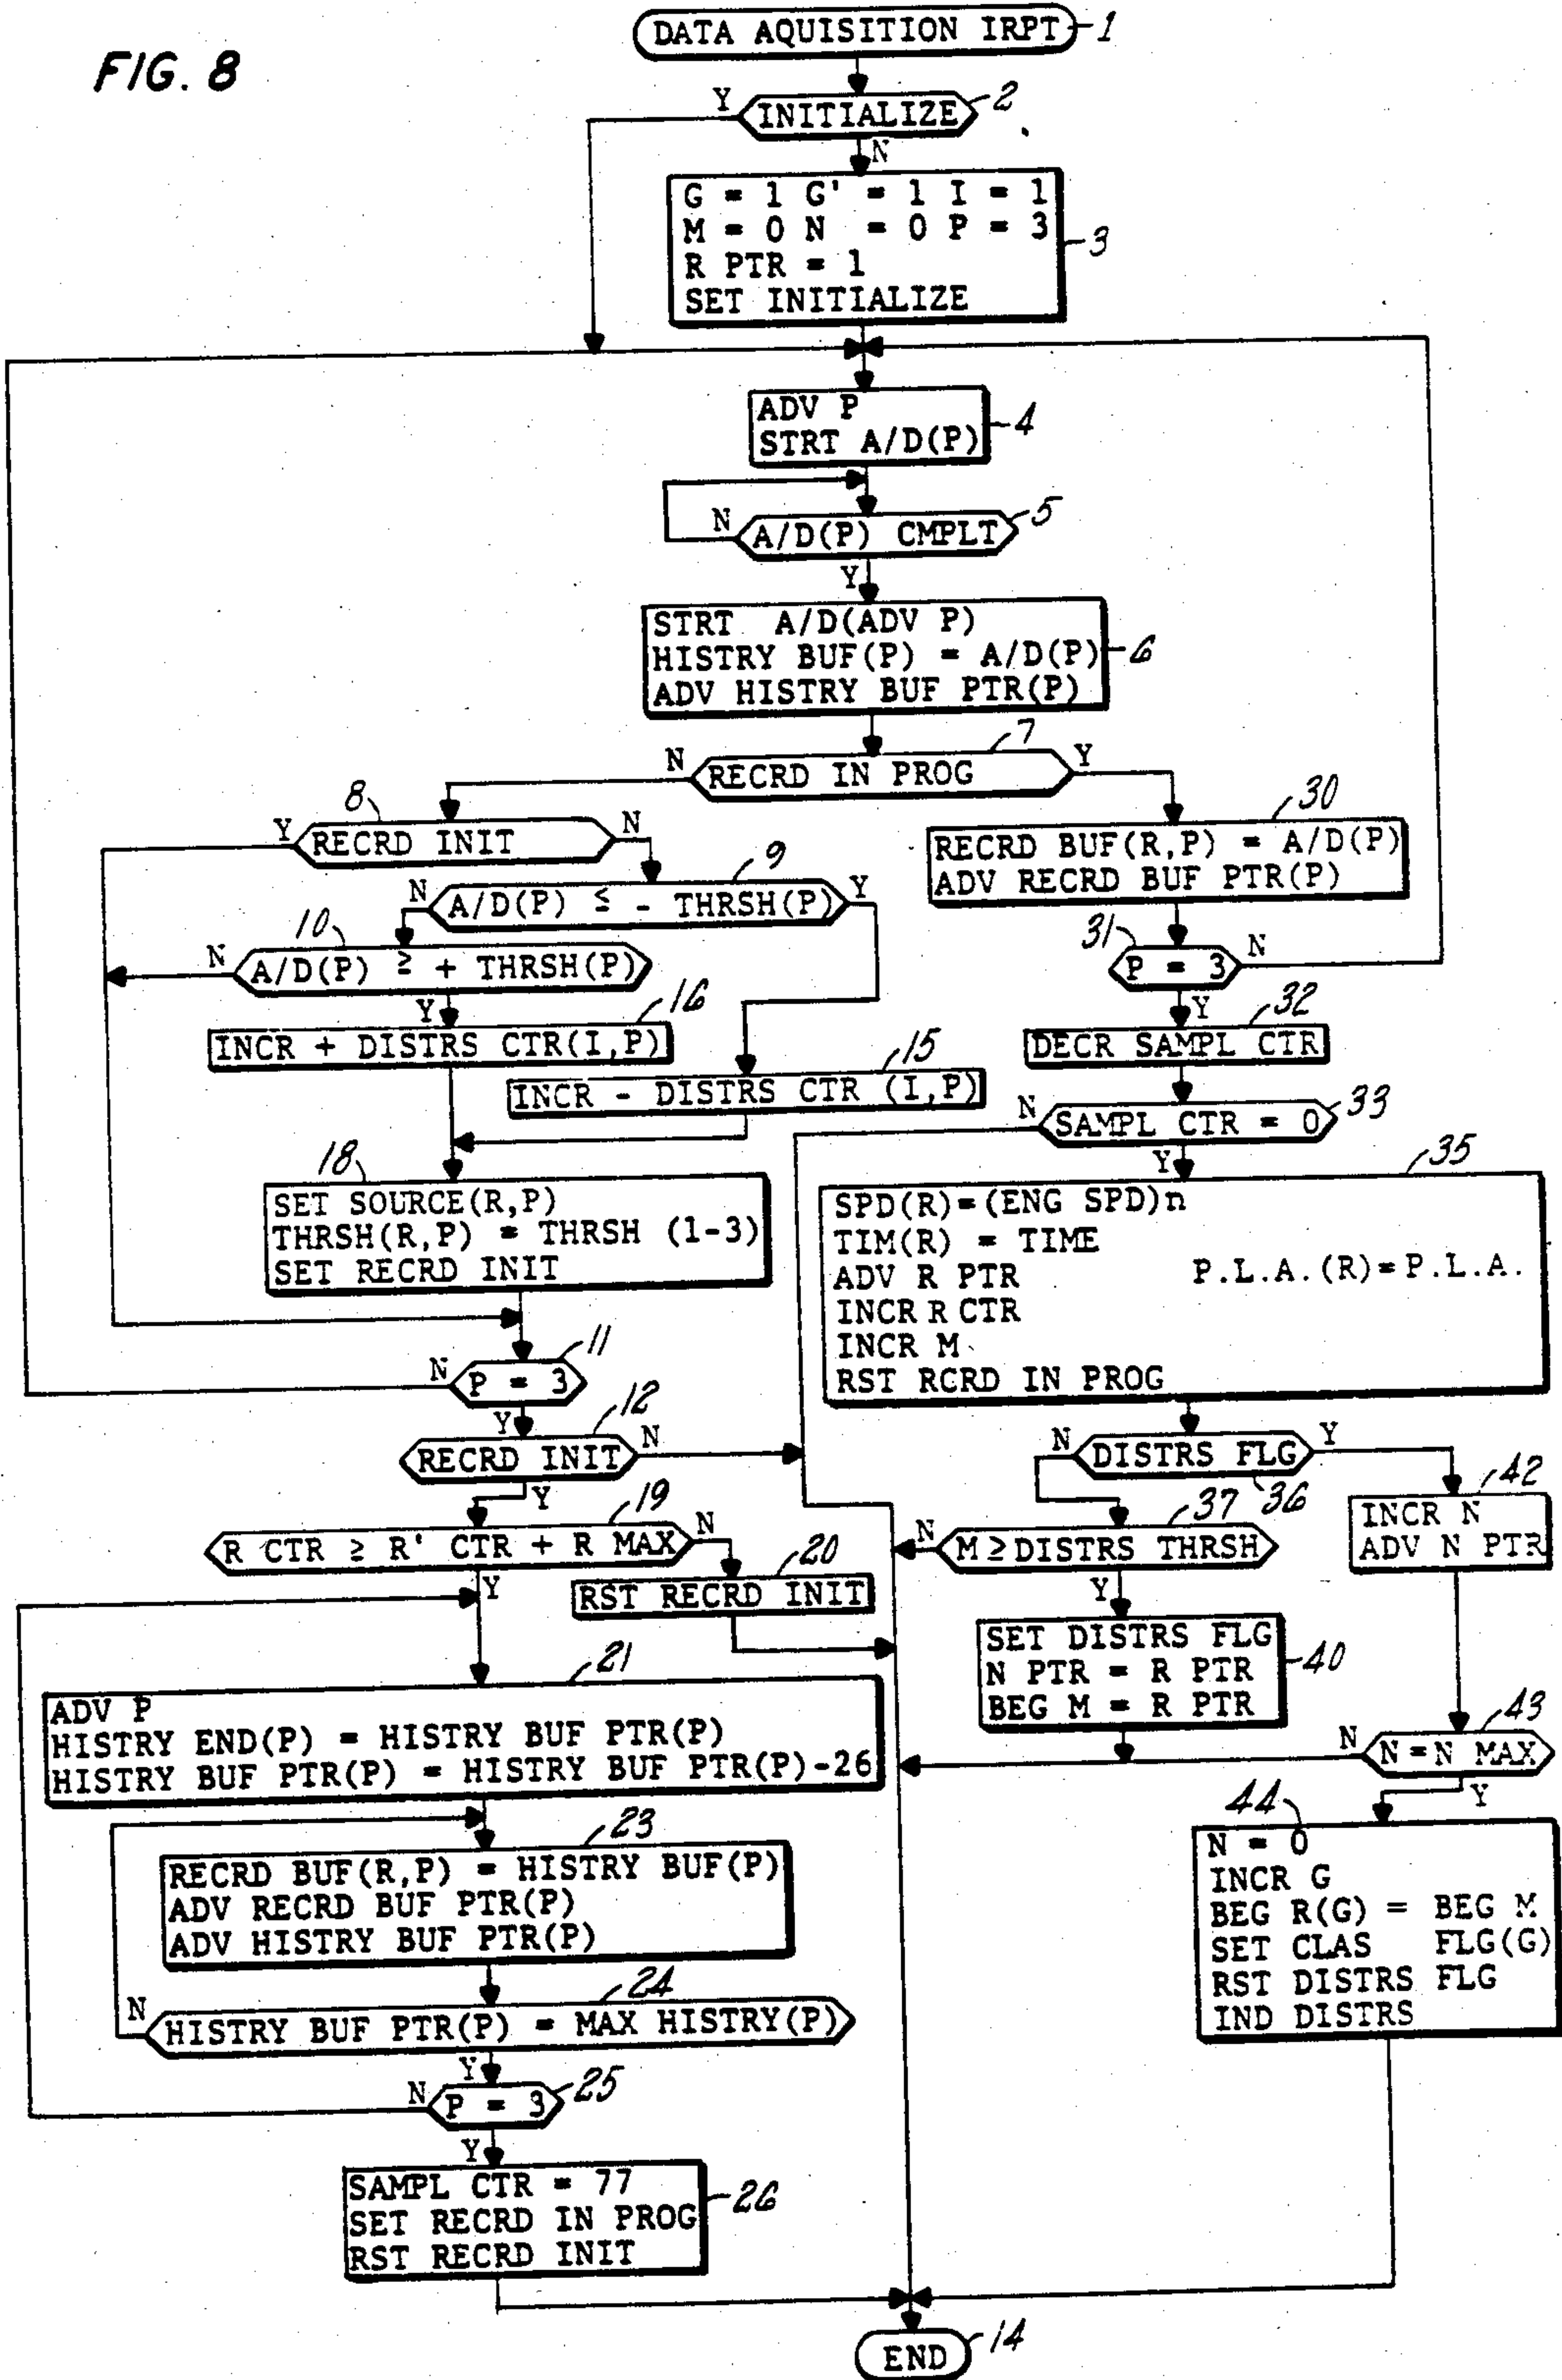 FIG. 8
DATA AQUISITION IRPT
1
INITIALIZE
2
Y
N
G = 1 G' = 1 I = 1
M = 0 N = 0 P = 3
R PTR = 1
SET INITIALIZE
3
ADV P
STRT A/D(P)
4
A/D(P) CMPLT
5
N
Y
STRT A/D(ADV P)
HISTRY BUF(P) = A/D(P)
ADV HISTRY BUF PTR(P)
6
RECRD IN PROG
7
N
Y
RECRD INIT
8
Y
N
A/D(P) ≤ - THRSH(P)
9
N
Y
A/D(P) ≥ + THRSH(P)
10
N
Y
INCR + DISTRS CTR(I,P)
16
INCR - DISTRS CTR (I,P)
15
SET SOURCE(R,P)
THRSH(R,P) = THRSH (1-3)
SET RECRD INIT
18
P = 3
11
N
Y
RECRD INIT
12
N
Y
R CTR ≥ R' CTR + R MAX
19
N
Y
RST RECRD INIT
20
ADV P
HISTRY END(P) = HISTRY BUF PTR(P)
HISTRY BUF PTR(P) = HISTRY BUF PTR(P)-26
21
RECRD BUF(R,P) = HISTRY BUF(P)
ADV RECRD BUF PTR(P)
ADV HISTRY BUF PTR(P)
23
HISTRY BUF PTR(P) = MAX HISTRY(P)
24
N
Y
P = 3
25
N
Y
SAMPL CTR = 77
SET RECRD IN PROG
RST RECRD INIT
26
RECRD BUF(R,P) = A/D(P)
ADV RECRD BUF PTR(P)
30
P = 3
31
N
Y
DECR SAMPL CTR
32
SAMPL CTR = 0
33
N
Y
SPD(R)=(ENG SPD)n
TIM(R) = TIME
ADV R PTR P.L.A.(R)=P.L.A.
INCR R CTR
INCR M
RST RCRD IN PROG
35
DISTRS FLG
36
N
Y
M≥DISTRS THRSH
37
N
Y
SET DISTRS FLG
N PTR = R PTR
BEG M = R PTR
40
INCR N
ADV N PTR
42
N=N MAX
43
N
Y
N = 0
INCR G
BEG R(G) = BEG M
SET CLAS FLG(G)
RST DISTRS FLG
IND DISTRS
44
END
14